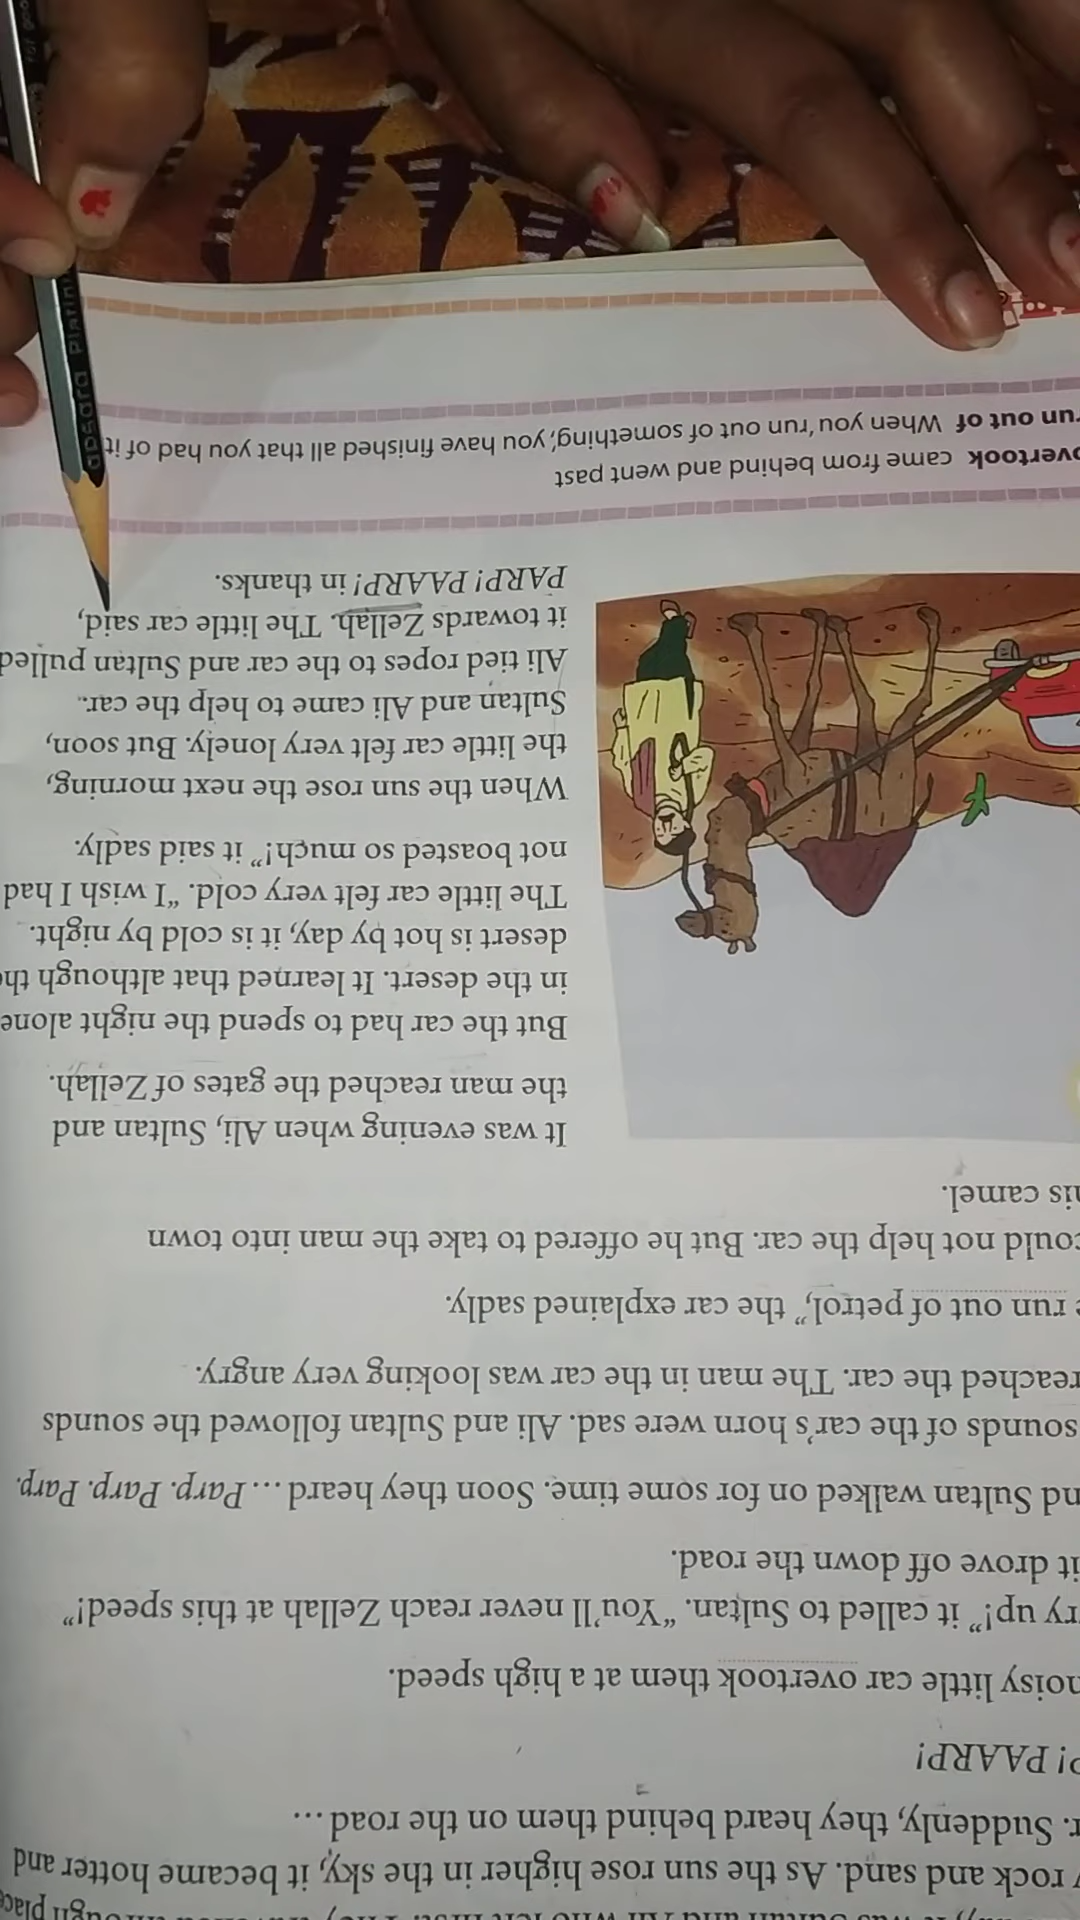 rock and sand. As the sun rose higher in the sky, it became hotter and
Suddenly, they heard behind them on the road ...
! PAARP!
noisy little car overtook them at a high speed.
ry up!” it called to Sultan. “You’ll never reach Zellah at this speed!”
it drove off down the road.
nd Sultan walked on for some time. Soon they heard ... Parp. Parp. Parp.
sounds of the car’s horn were sad. Ali and Sultan followed the sounds
reached the car. The man in the car was looking very angry.
run out of petrol,” the car explained sadly.
could not help the car. But he offered to take the man into town
his camel.
It was evening when Ali, Sultan and
the man reached the gates of Zellah.
But the car had to spend the night alone
in the desert. It learned that although the
desert is hot by day, it is cold by night.
The little car felt very cold. “I wish I had
not boasted so much!” it said sadly.
When the sun rose the next morning,
the little car felt very lonely. But soon,
Sultan and Ali came to help the car.
Ali tied ropes to the car and Sultan pulled
it towards Zellah. The little car said,
PARP! PAARP! in thanks.
overtook came from behind and went past
run out of When you ‘run out of something’, you have finished all that you had of it
apsara Platinum